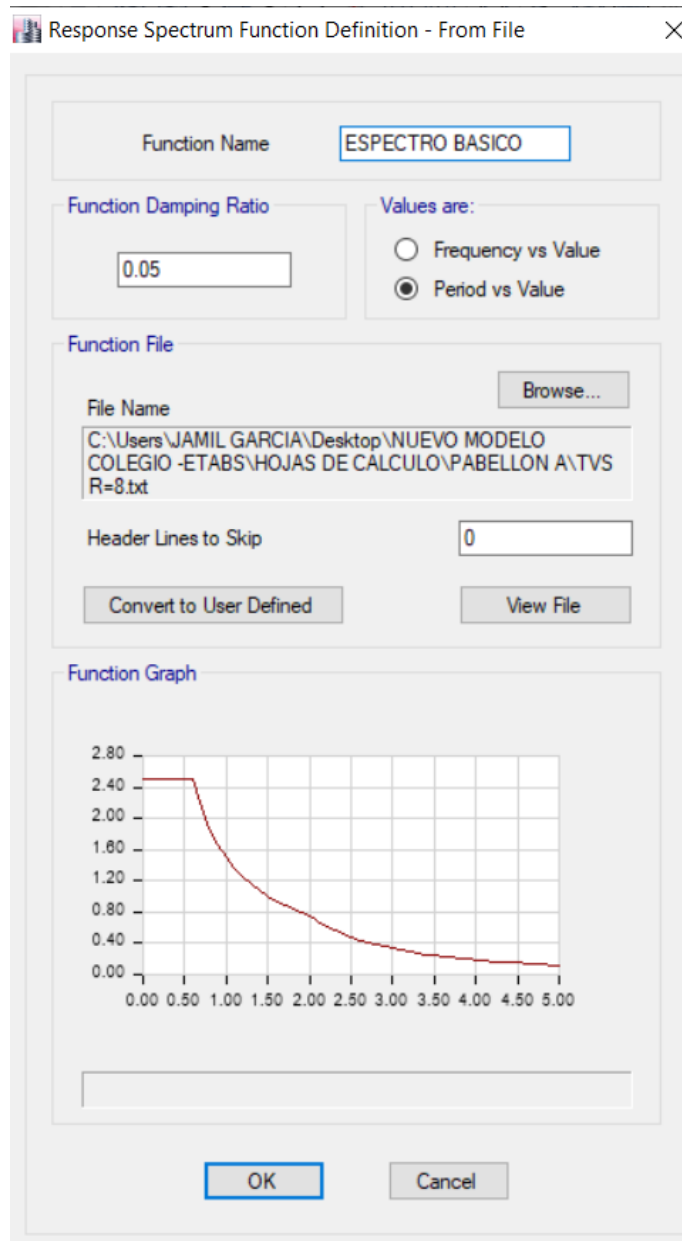 Response Spectrum Function Definition - From File
Function Name
ESPECTRO BASICO
Function Damping Ratio
0.05
Values are:
Frequency vs Value
Period vs Value
Function File
Browse...
File Name
C:\Users\JAMIL GARCIA\Desktop\NUEVO MODELO
COLEGIO -ETABS\HOJAS DE CALCULO\PABELLON A\TVS
R=8.txt
Header Lines to Skip
0
Convert to User Defined
View File
Function Graph
2.80
2.40
2.00
1.60
1.20
0.80
0.40
0.00
0.00 0.50 1.00 1.50 2.00 2.50 3.00 3.50 4.00 4.50 5.00
OK
Cancel